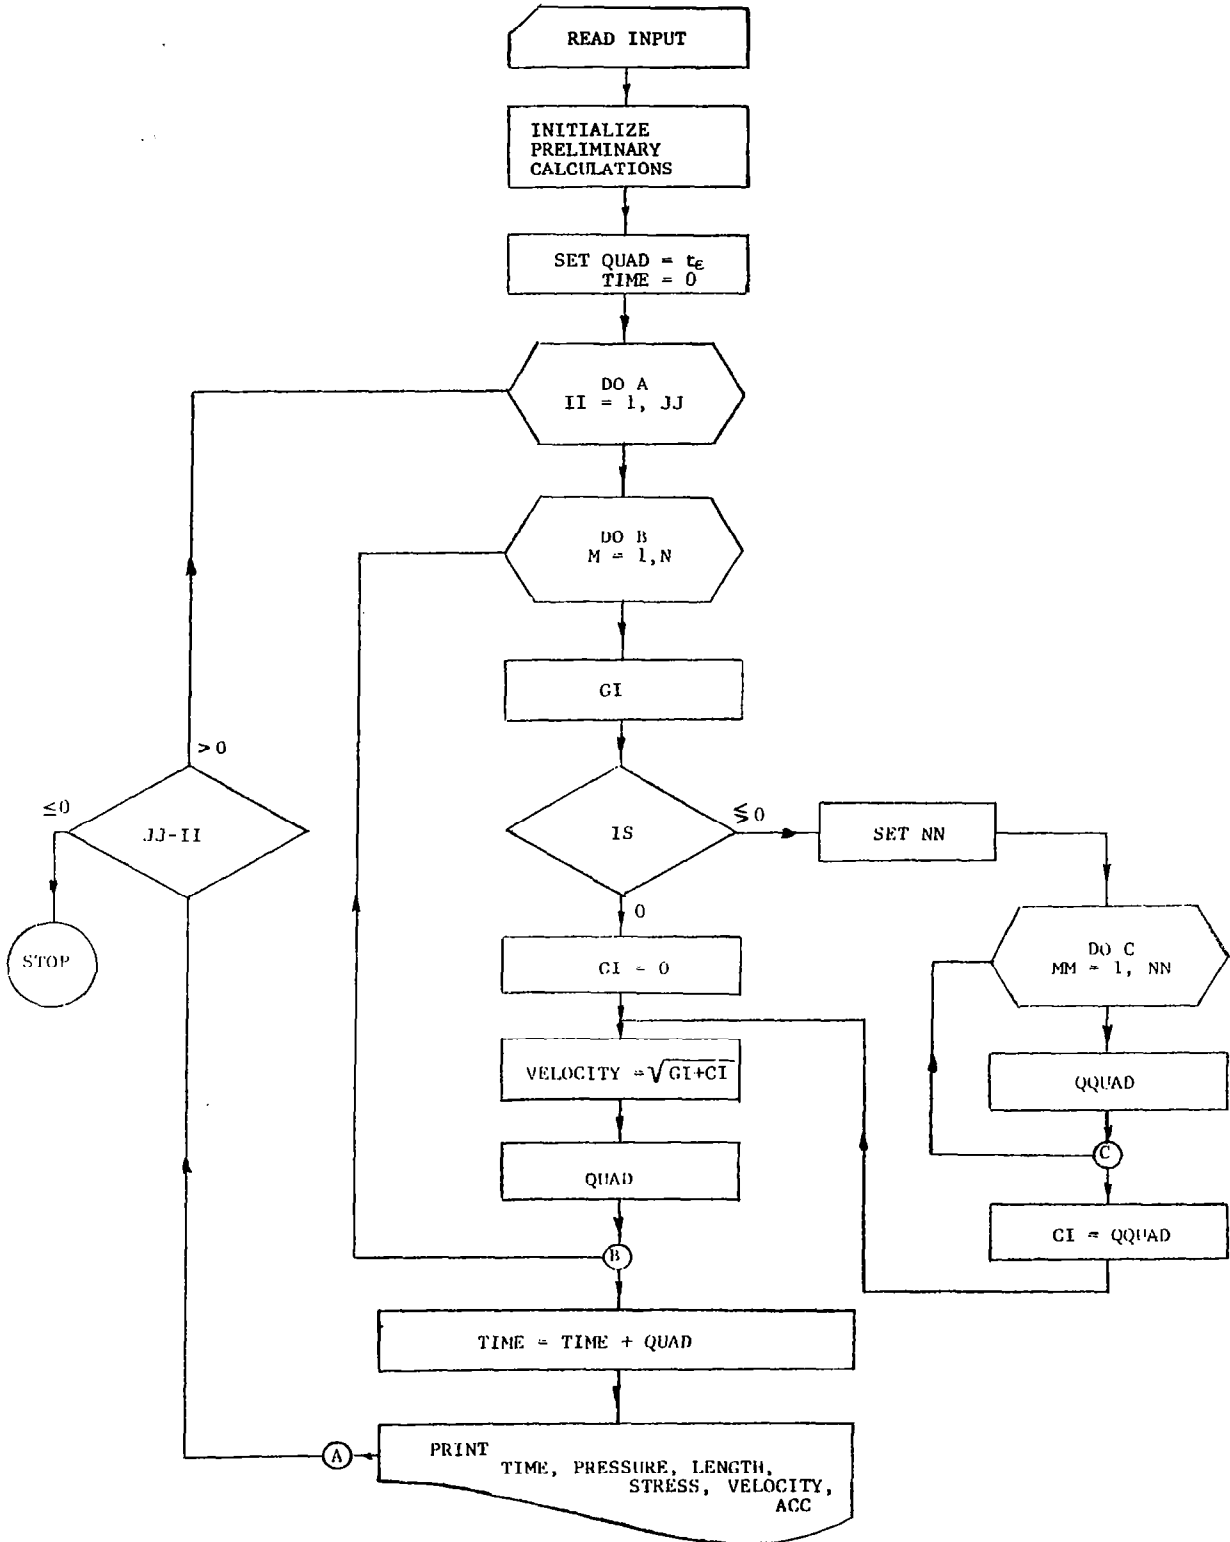 READ INPUT
INITIALIZE
PRELIMINARY
CALCULATIONS
SET QUAD = tε
TIME = 0
DO A
II = 1, JJ
DO B
M = 1,N
GI
>0
≤0
JJ-II
STOP
IS
≶0
SET NN
0
CI = 0
DO C
MM = 1, NN
VELOCITY =√GI+CI
QQUAD
C
QUAD
CI = QQUAD
B
TIME = TIME + QUAD
A
PRINT
TIME, PRESSURE, LENGTH,
STRESS, VELOCITY,
ACC